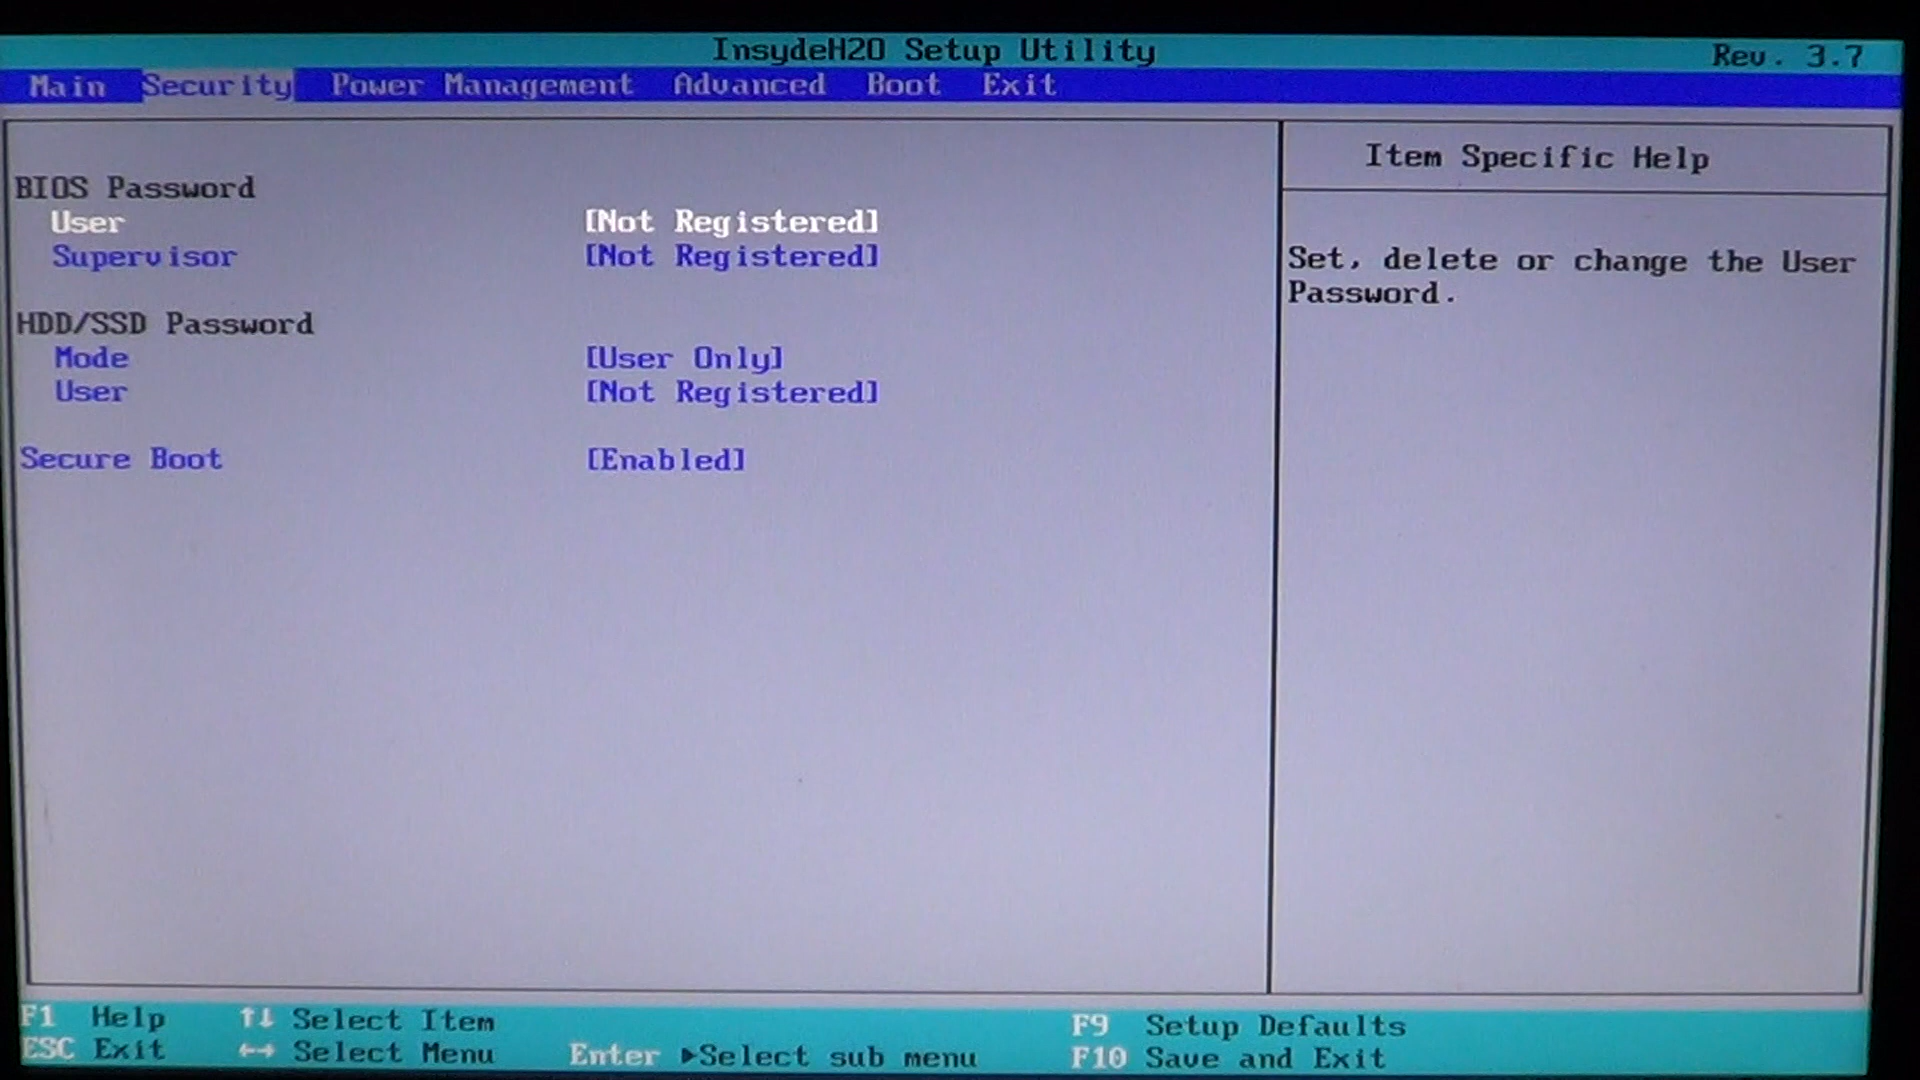 InsydeH2O Setup Utility Rev. 3.7
Main Security Power Management Advanced Boot Exit
Item Specific Help
BIOS Password
User [Not Registered]
Supervisor [Not Registered]
HDD/SSD Password
Mode [User Only]
User [Not Registered]
Secure Boot [Enabled]
Set, delete or change the User
Password.
F1 Help ↑↓ Select Item F9 Setup Defaults
ESC Exit ←→ Select Menu Enter ▶Select sub menu F10 Save and Exit